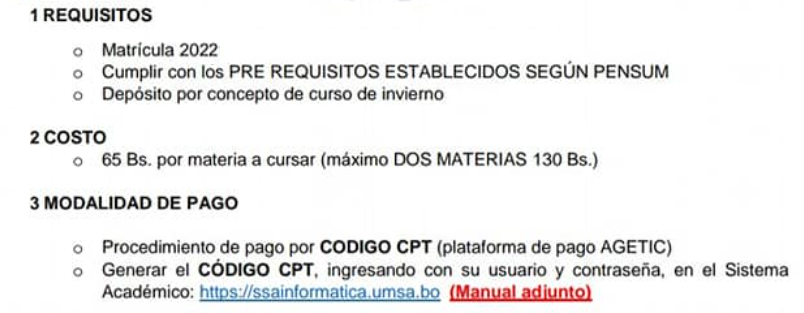 1 REQUISITOS
o Matrícula 2022
o Cumplir con los PRE REQUISITOS ESTABLECIDOS SEGÚN PENSUM
o Depósito por concepto de curso de invierno
2 COSTO
o 65 Bs. por materia a cursar (máximo DOS MATERIAS 130 Bs.)
3 MODALIDAD DE PAGO
o Procedimiento de pago por CODIGO CPT (plataforma de pago AGETIC)
o Generar el CÓDIGO CPT, ingresando con su usuario y contraseña, en el Sistema
Académico: https://ssainformatica.umsa.bo (Manual adjunto)